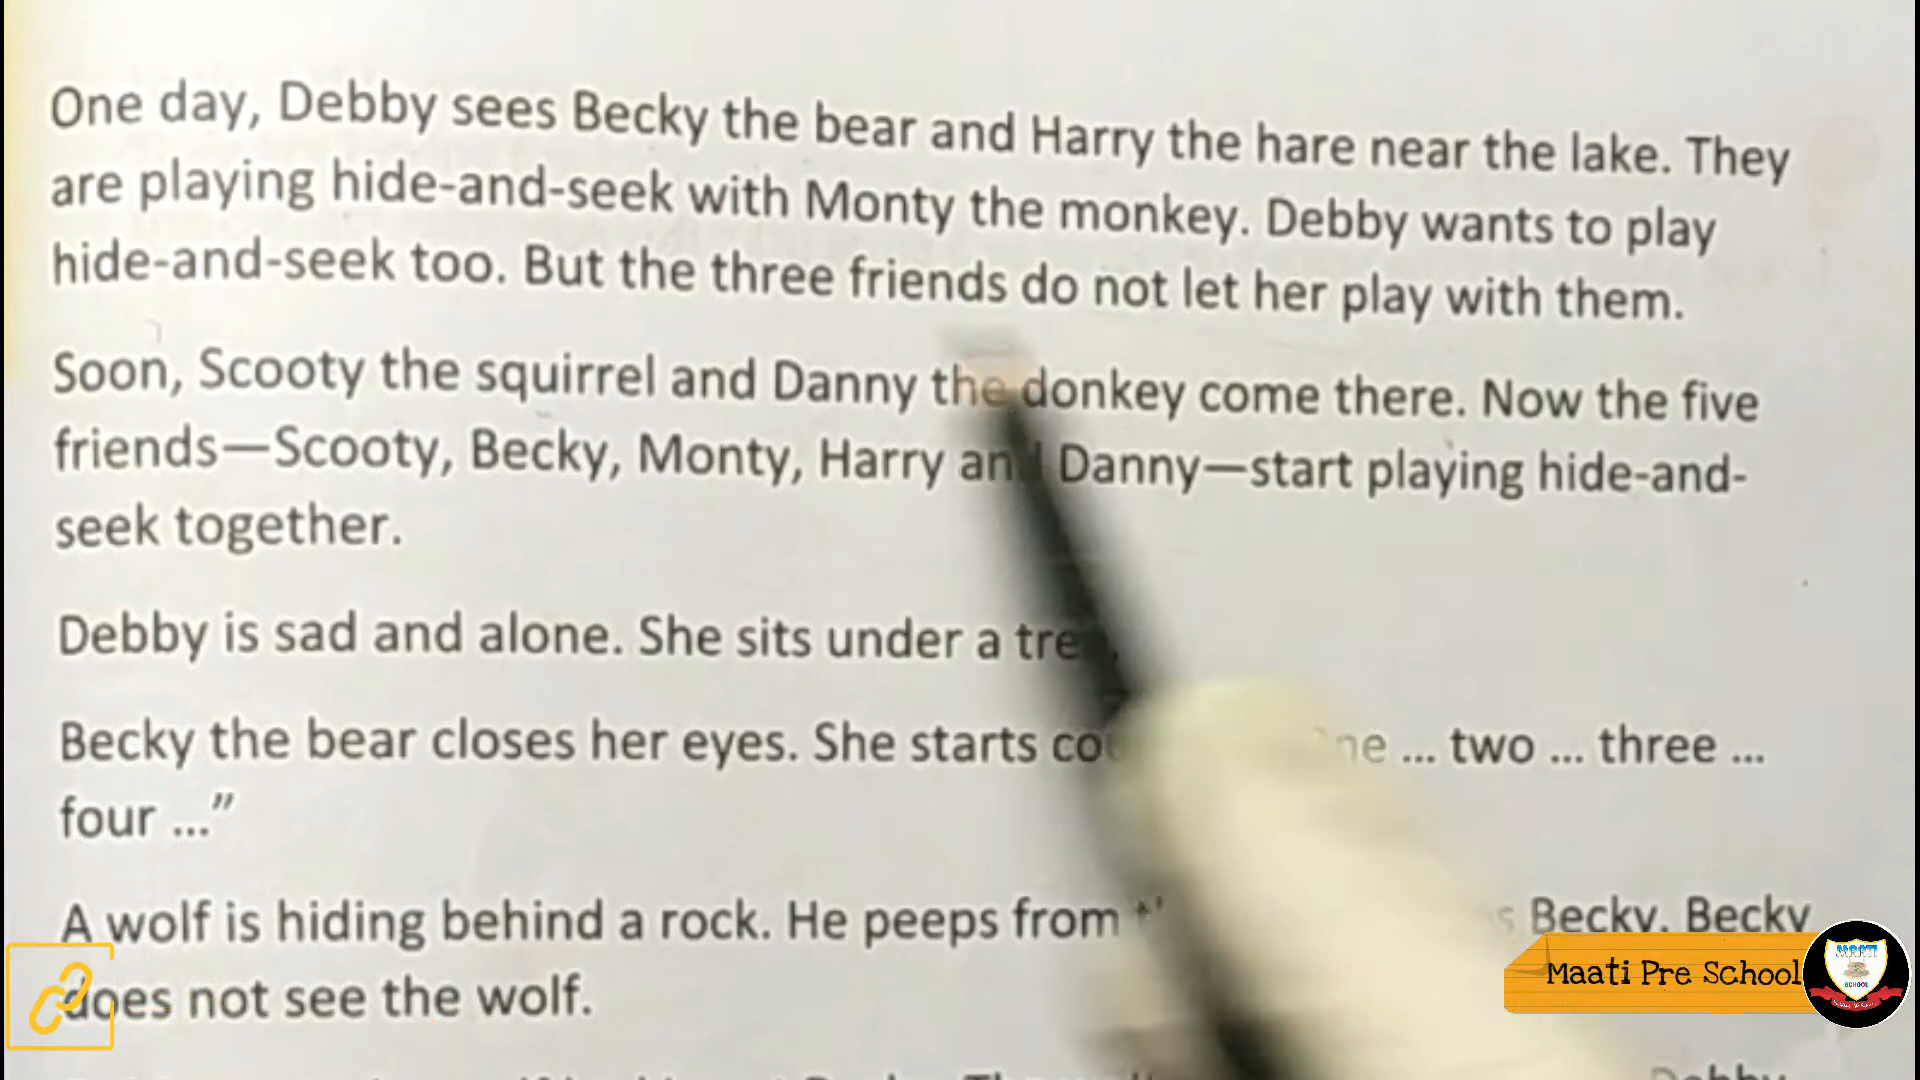 One day, Debby sees Becky the bear and Harry the hare near the lake. They
are playing hide-and-seek with Monty the monkey. Debby wants to play
hide-and-seek too. But the three friends do not let her play with them.
Soon, Scooty the squirrel and Danny the donkey come there. Now the five
friends—Scooty, Becky, Monty, Harry and Danny—start playing hide-and-
seek together.
Debby is sad and alone. She sits under a
Becky the bear closes her eyes. She starts ... two ... three ...
four ...”
A wolf is hiding behind a rock. He peeps from Becky. Becky
does not see the wolf.
Maati Pre School
MAATI
SCHOOL